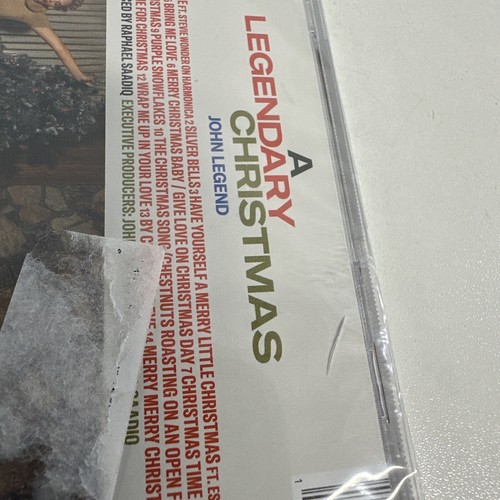 A
LEGENDARY
CHRISTMAS
JOHN LEGEND
FT. STEVIE WONDER ON HARMONICA 2 SILVER BELLS 3 HAVE YOURSELF A MERRY LITTLE CHRISTMAS FT. ES
BRING ME LOVE 6 MERRY CHRISTMAS BABY / GIVE LOVE ON CHRISTMAS DAY 7 CHRISTMAS TIME
9 PURPLE SNOWFLAKES 10 THE CHRISTMAS SONG CHESTNUTS ROASTING ON AN OPEN F
FOR CHRISTMAS 12 WRAP ME UP IN YOUR LOVE 13 BY C 14 MERRY MERRY CHRIST
BY RAPHAEL SAADIQ EXECUTIVE PRODUCERS: JOH SAADIQ
1